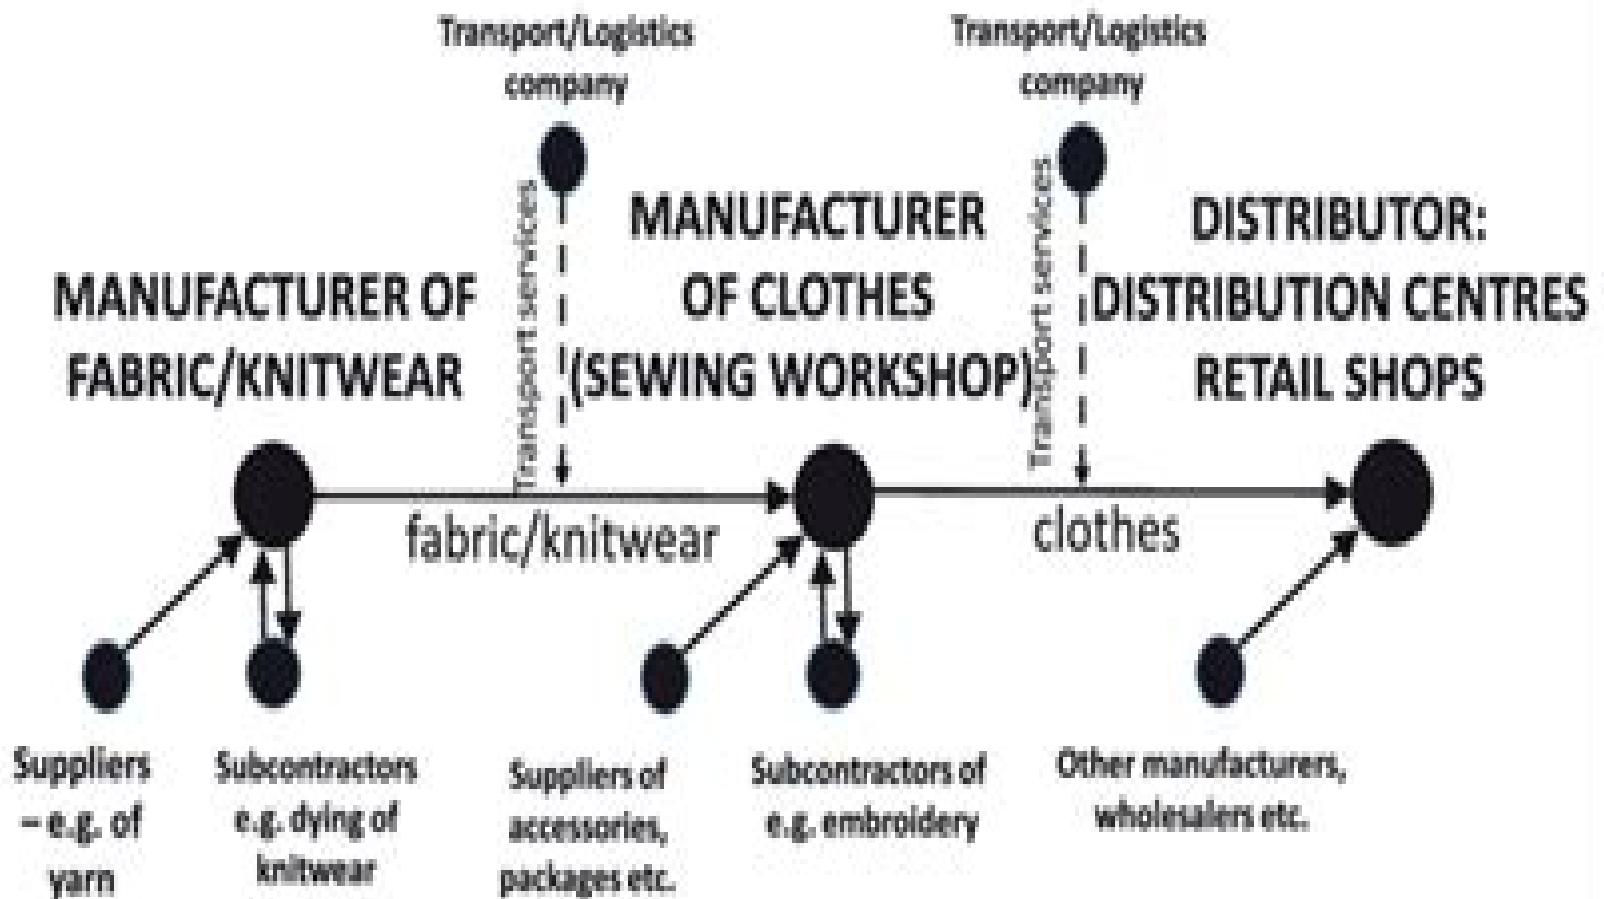 Transport/Logistics
company
Transport/Logistics
company
Transport services
Transport services
MANUFACTURER OF
FABRIC/KNITWEAR
MANUFACTURER
OF CLOTHES
(SEWING WORKSHOP)
DISTRIBUTOR:
DISTRIBUTION CENTRES
RETAIL SHOPS
fabric/knitwear
clothes
Suppliers
– e.g. of
yarn
Subcontractors
e.g. dying of
knitwear
Suppliers of
accessories,
packages etc.
Subcontractors of
e.g. embroidery
Other manufacturers,
wholesalers etc.